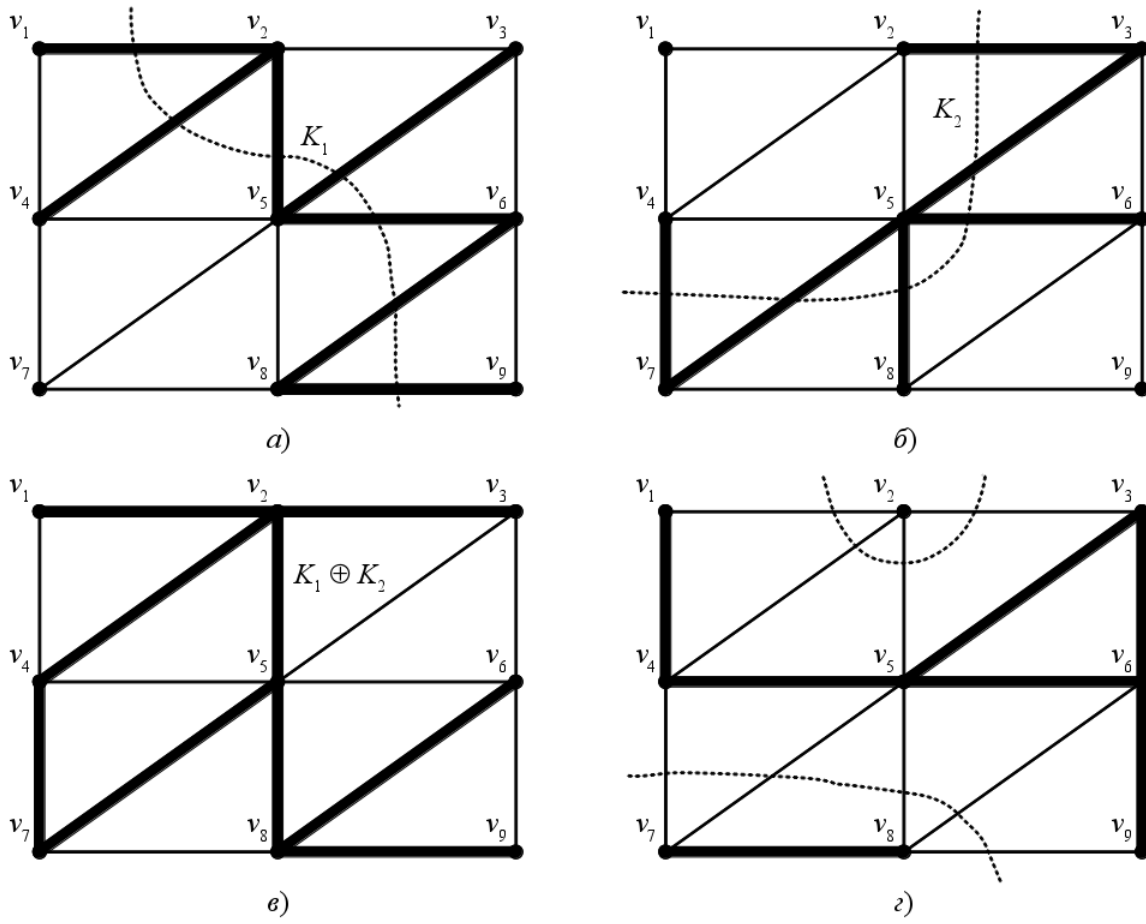 v₁ v₂ v₃ v₁ v₂ v₃
K₁ K₂
v₄ v₅ v₆ v₄ v₅ v₆
v₇ v₈ v₉ v₇ v₈ v₉
а) б)
v₁ v₂ v₃ v₁ v₂ v₃
K₁ ⊕ K₂
v₄ v₅ v₆ v₄ v₅ v₆
v₇ v₈ v₉ v₇ v₈ v₉
в) г)